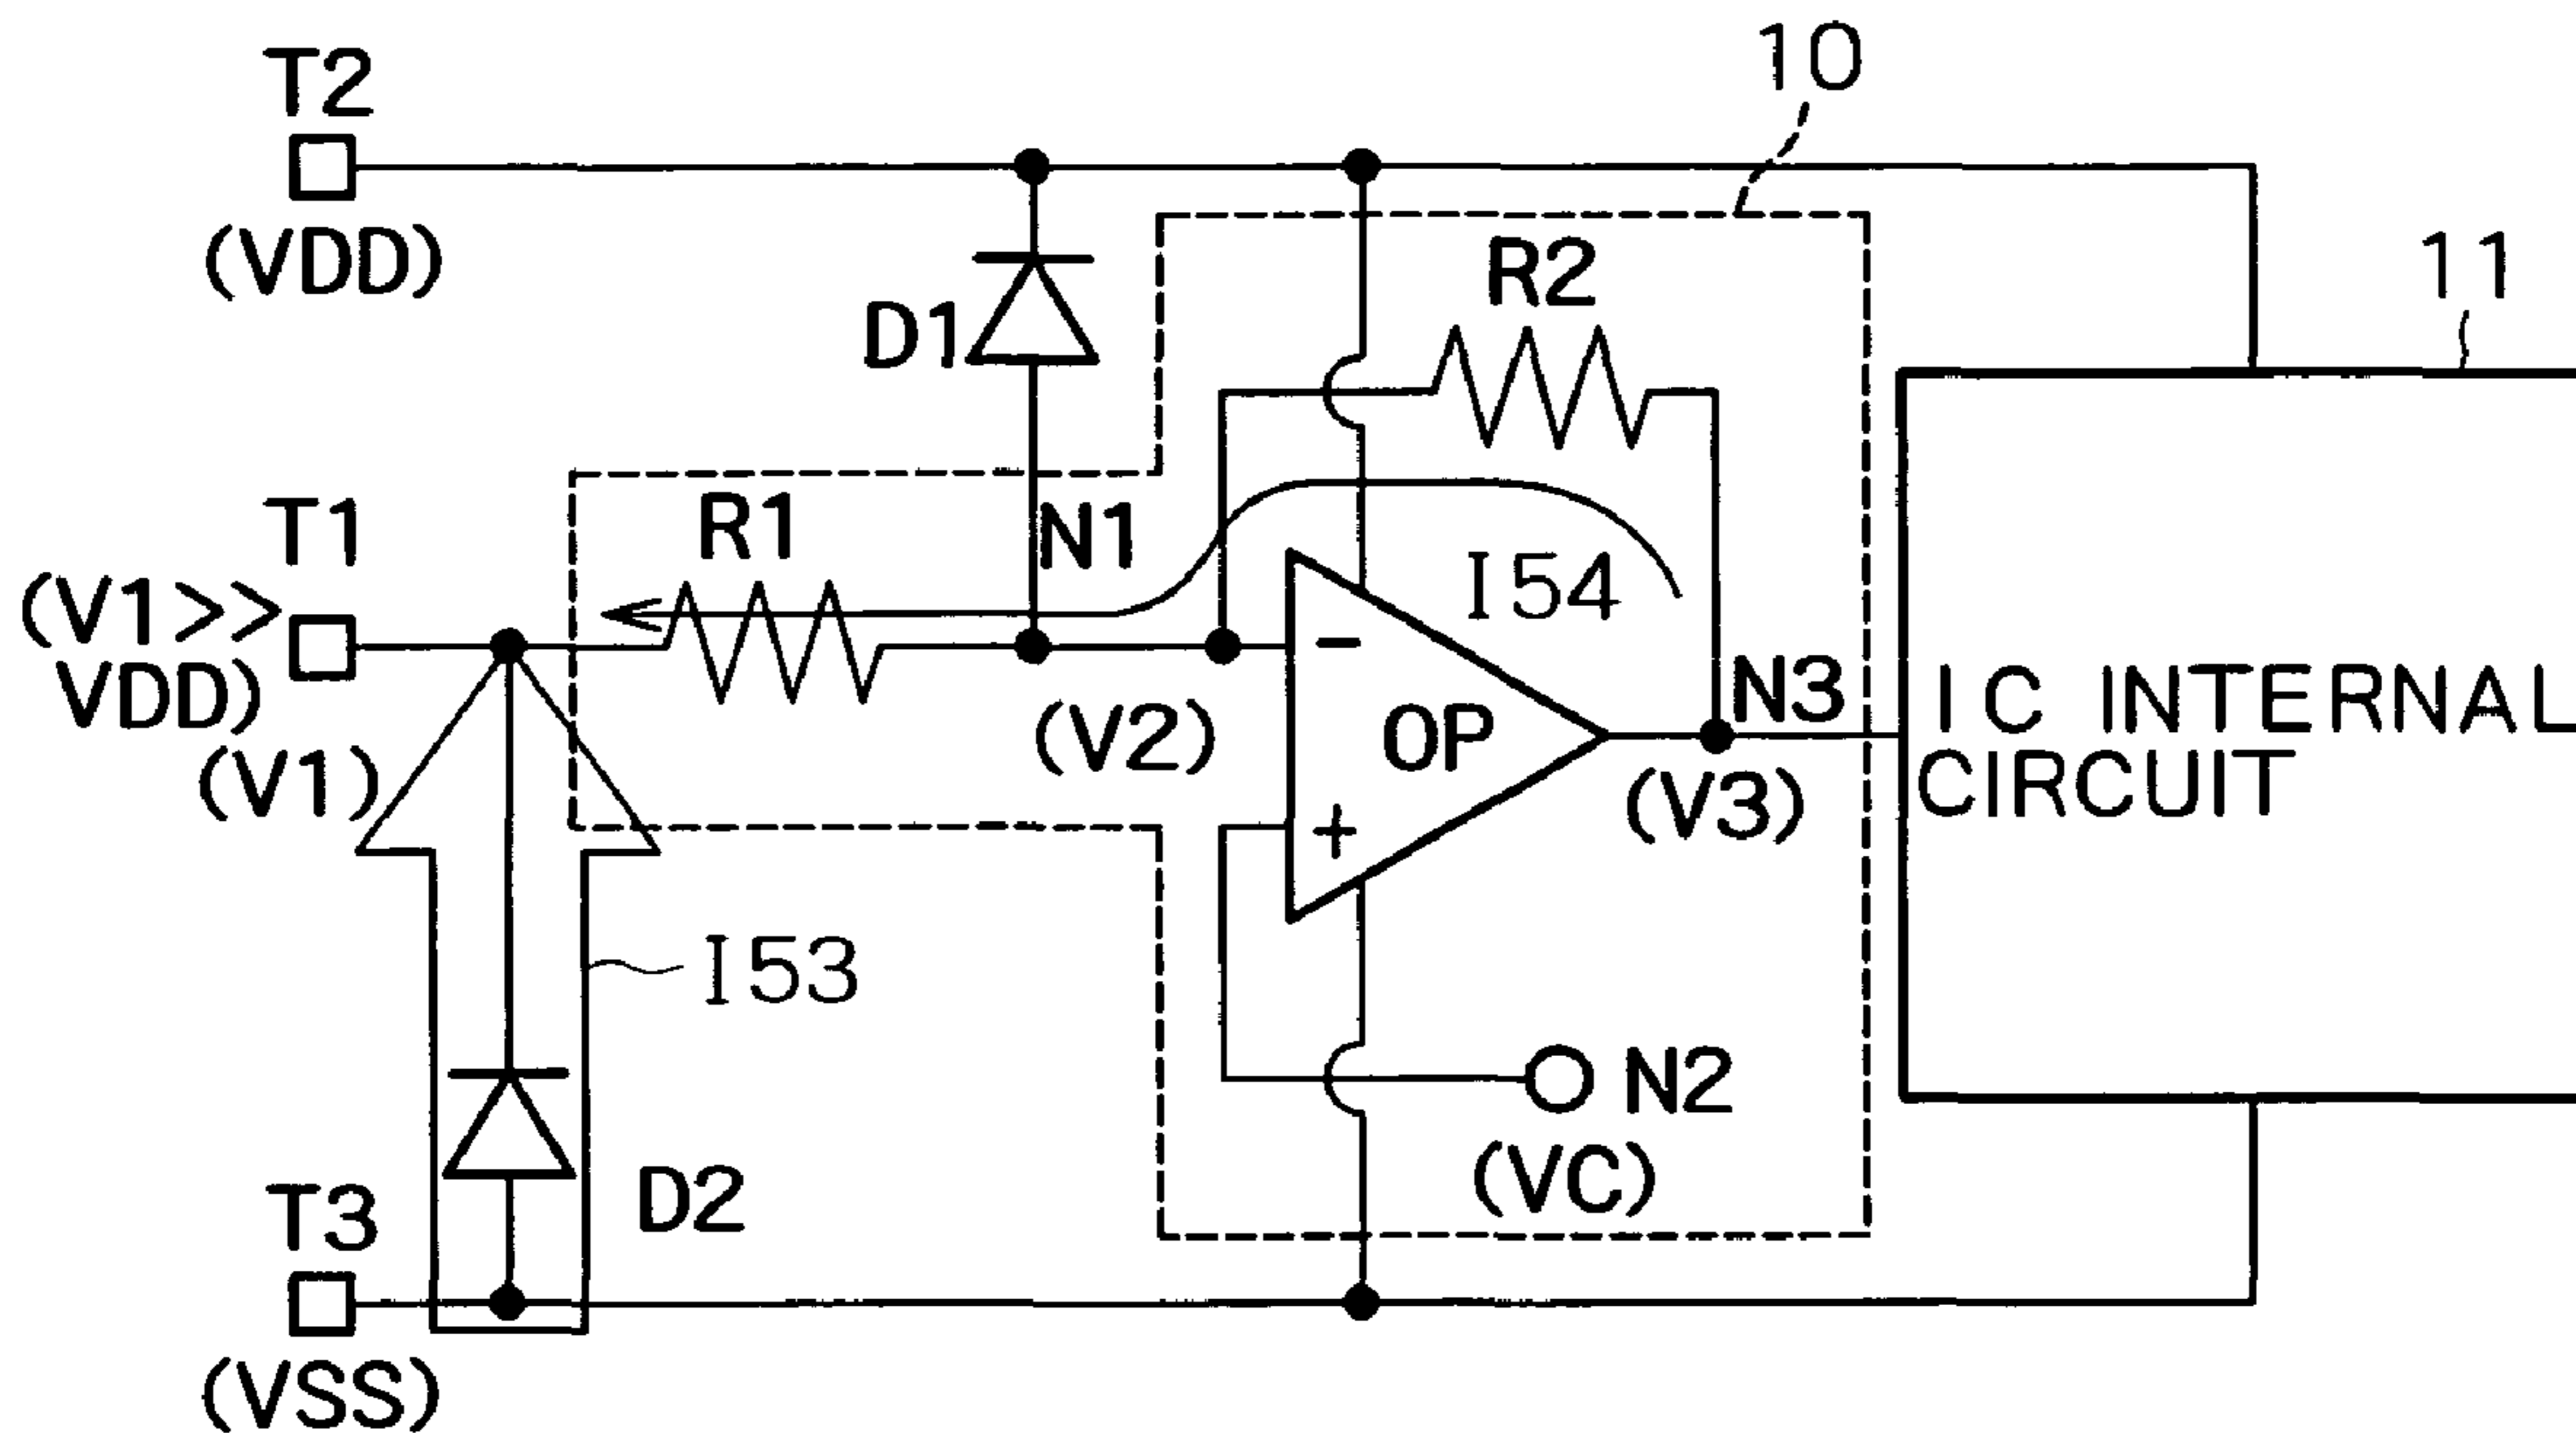 10
T2
(VDD)
R2
11
D1
T1
R1
N1
(V1>>
VDD)
I54
-
N3
(V1)
(V2)
OP
IC INTERNAL
CIRCUIT
(V3)
+
I53
N2
(VC)
D2
T3
(VSS)